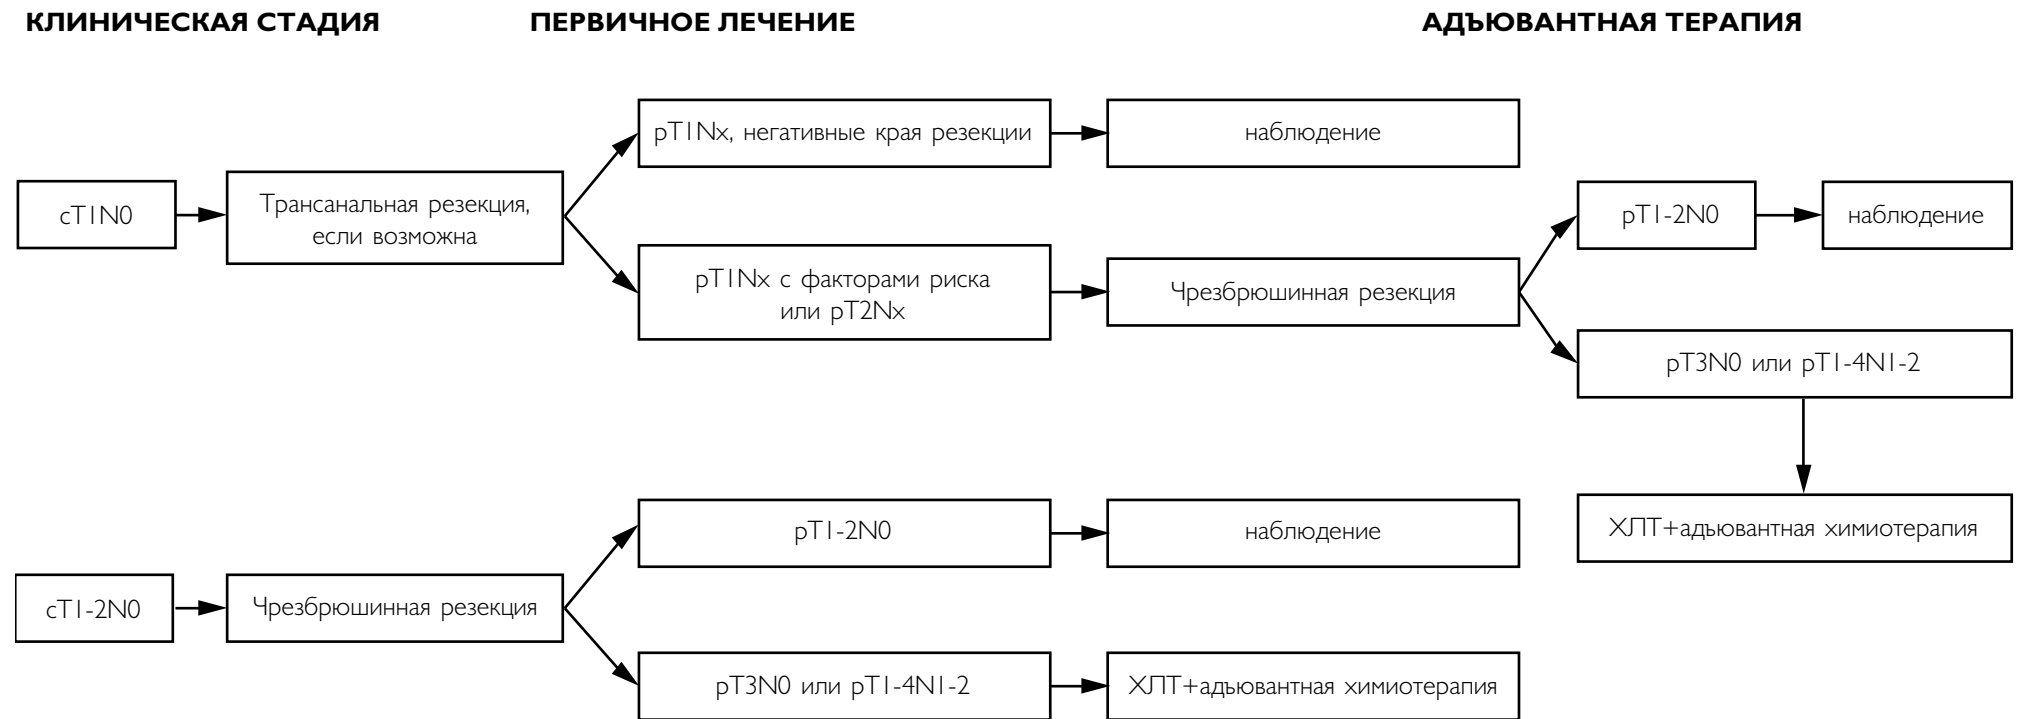 КЛИНИЧЕСКАЯ СТАДИЯ
ПЕРВИЧНОЕ ЛЕЧЕНИЕ
АДЪЮВАНТНАЯ ТЕРАПИЯ
cT1N0
Трансанальная резекция,
если возможна
pT1Nx, негативные края резекции
наблюдение
pT1Nx с факторами риска
или pT2Nx
Чрезбрюшинная резекция
pT1-2N0
наблюдение
pT3N0 или pT1-4N1-2
ХЛТ+адъювантная химиотерапия
cT1-2N0
Чрезбрюшинная резекция
pT1-2N0
наблюдение
pT3N0 или pT1-4N1-2
ХЛТ+адъювантная химиотерапия